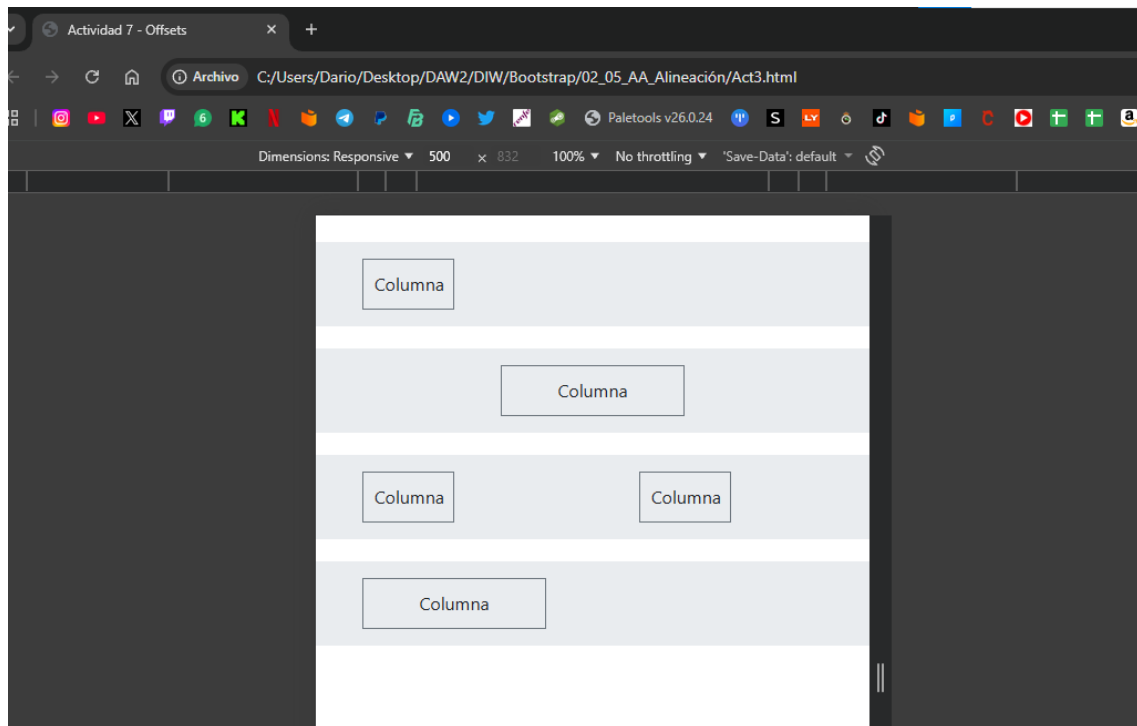 Actividad 7 - Offsets
Archivo C:/Users/Dario/Desktop/DAW2/DIW/Bootstrap/02_05_AA_Alineación/Act3.html
Paletools v26.0.24
Dimensions: Responsive 500 x 832 100% No throttling 'Save-Data': default
Columna
Columna
Columna Columna
Columna